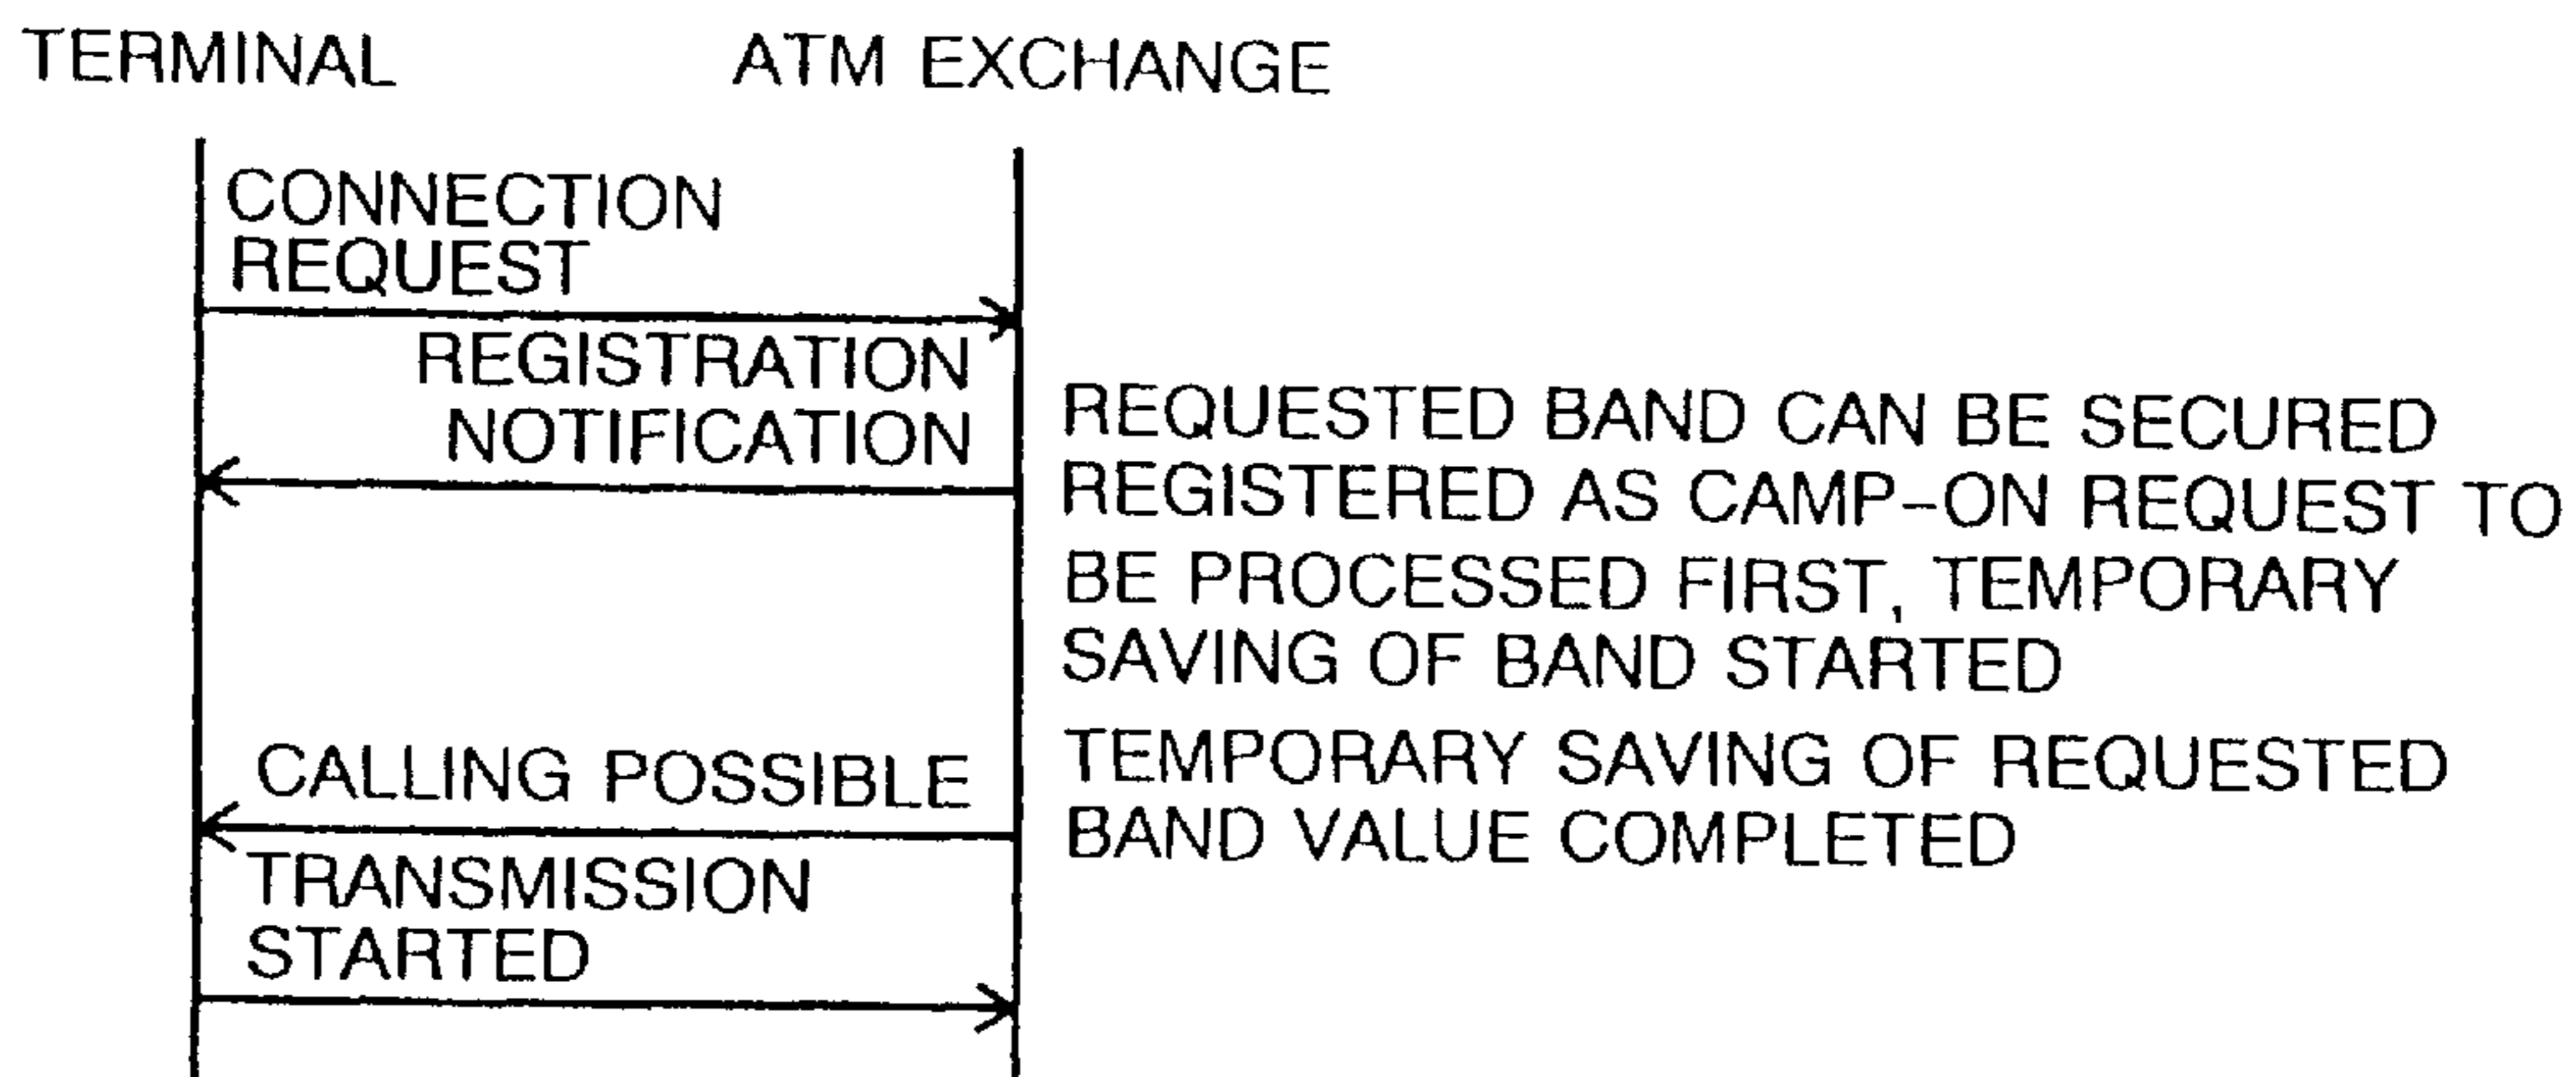 TERMINAL
ATM EXCHANGE
CONNECTION
REQUEST
REGISTRATION
NOTIFICATION
REQUESTED BAND CAN BE SECURED
REGISTERED AS CAMP-ON REQUEST TO
BE PROCESSED FIRST, TEMPORARY
SAVING OF BAND STARTED
CALLING POSSIBLE
TEMPORARY SAVING OF REQUESTED
BAND VALUE COMPLETED
TRANSMISSION
STARTED